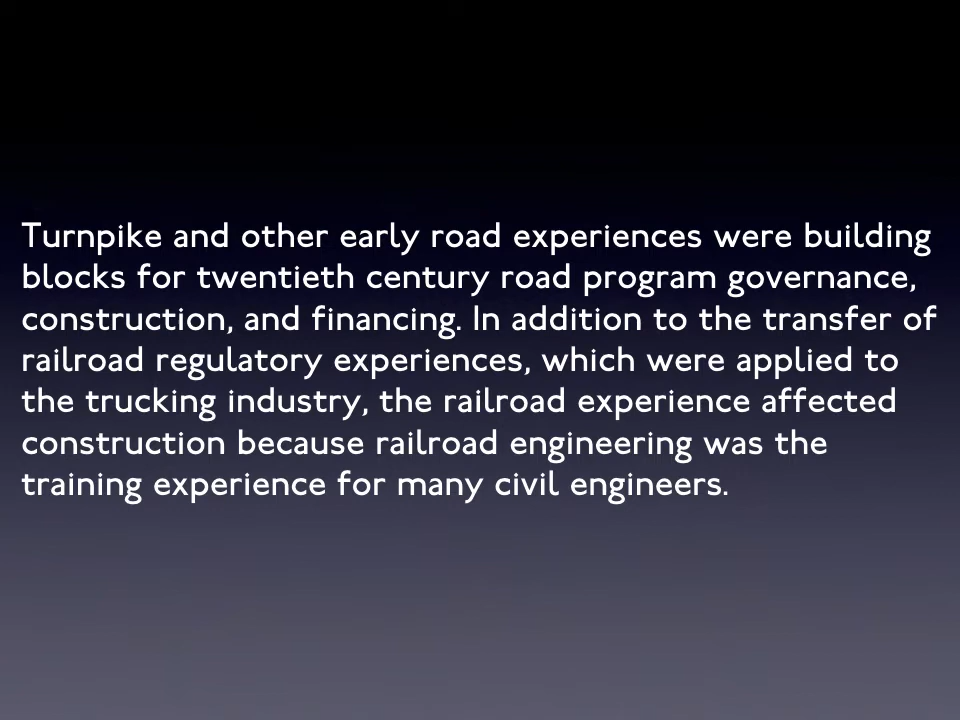 Turnpike and other early road experiences were building
blocks for twentieth century road program governance,
construction, and financing. In addition to the transfer of
railroad regulatory experiences, which were applied to
the trucking industry, the railroad experience affected
construction because railroad engineering was the
training experience for many civil engineers.